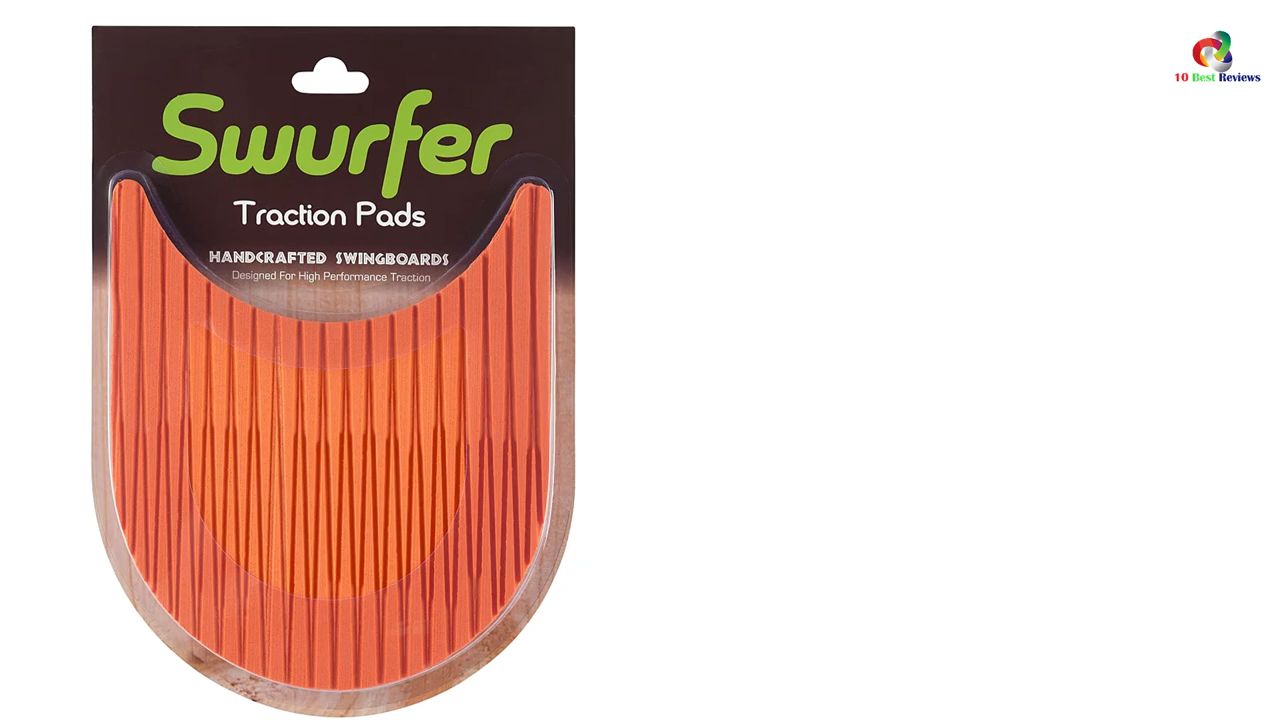 Swurfer
Traction Pads
HANDCRAFTED SWINGBOARDS
Designed For High Performance Traction
10 Best Reviews